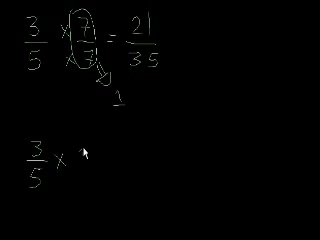 3/5 × 7/7 = 21/35
1
3/5 ×